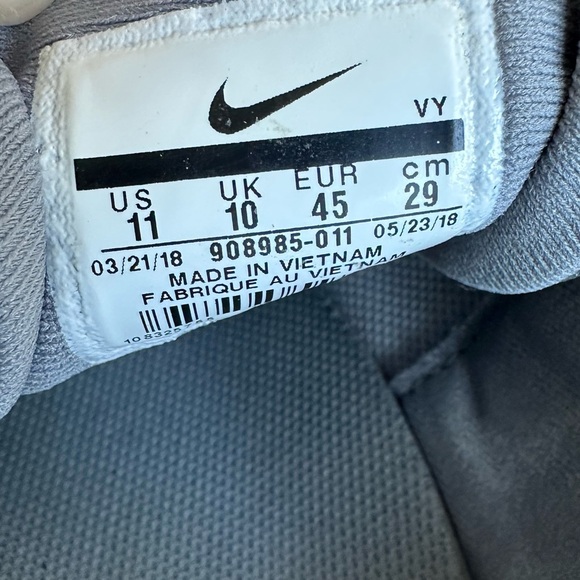 VY
US UK EUR cm
11 10 45 29
03/21/18 908985-011 05/23/18
MADE IN VIETNAM
FABRIQUE AU VIETNAM